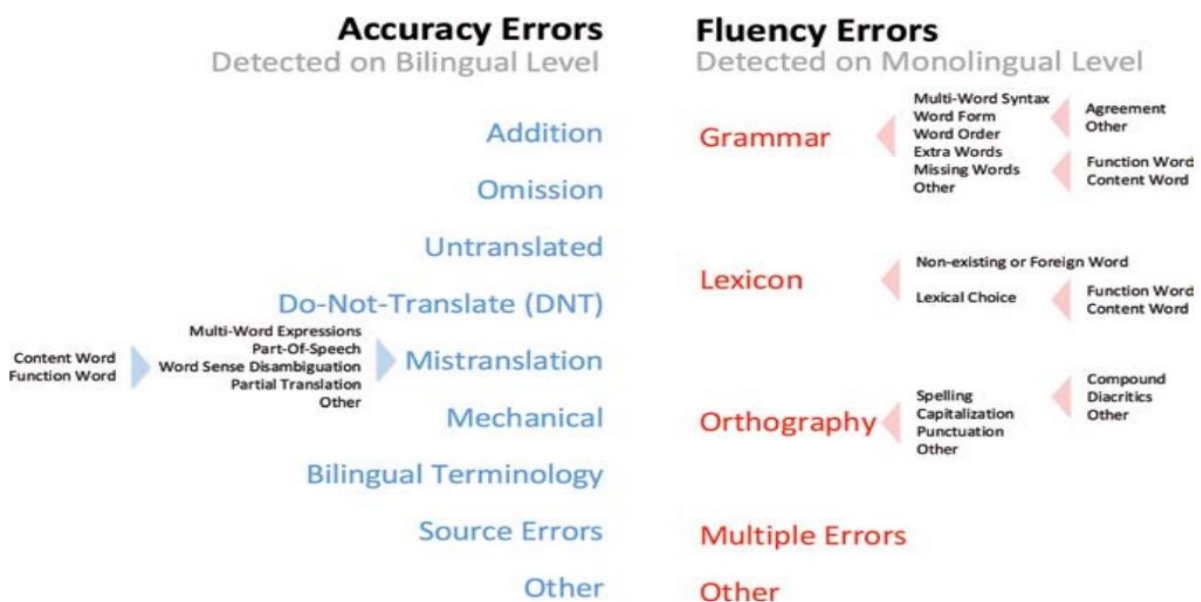 Accuracy Errors
Detected on Bilingual Level
Addition
Omission
Untranslated
Do-Not-Translate (DNT)
Mistranslation
Multi-Word Expressions
Part-Of-Speech
Word Sense Disambiguation
Partial Translation
Other
Content Word
Function Word
Mechanical
Bilingual Terminology
Source Errors
Other
Fluency Errors
Detected on Monolingual Level
Grammar
Multi-Word Syntax
Word Form
Word Order
Extra Words
Missing Words
Other
Agreement
Other
Function Word
Content Word
Lexicon
Non-existing or Foreign Word
Lexical Choice
Function Word
Content Word
Orthography
Spelling
Capitalization
Punctuation
Other
Compound
Diacritics
Other
Multiple Errors
Other